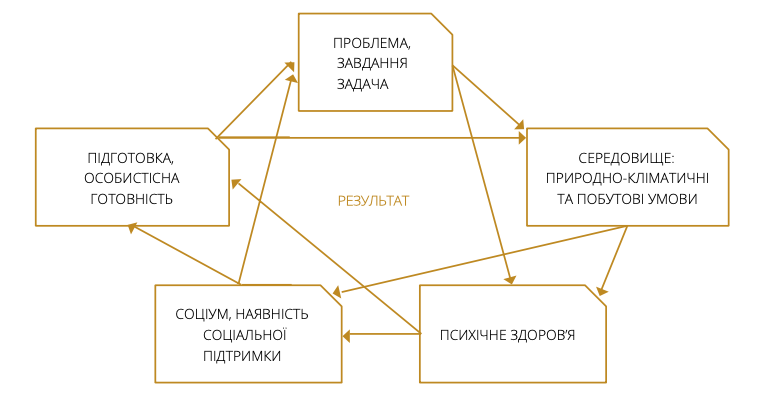 ПРОБЛЕМА,
ЗАВДАННЯ
ЗАДАЧА
ПІДГОТОВКА,
ОСОБИСТІСНА
ГОТОВНІСТЬ
СЕРЕДОВИЩЕ:
ПРИРОДНО-КЛІМАТИЧНІ
ТА ПОБУТОВІ УМОВИ
РЕЗУЛЬТАТ
СОЦІУМ, НАЯВНІСТЬ
СОЦІАЛЬНОЇ
ПІДТРИМКИ
ПСИХІЧНЕ ЗДОРОВ’Я